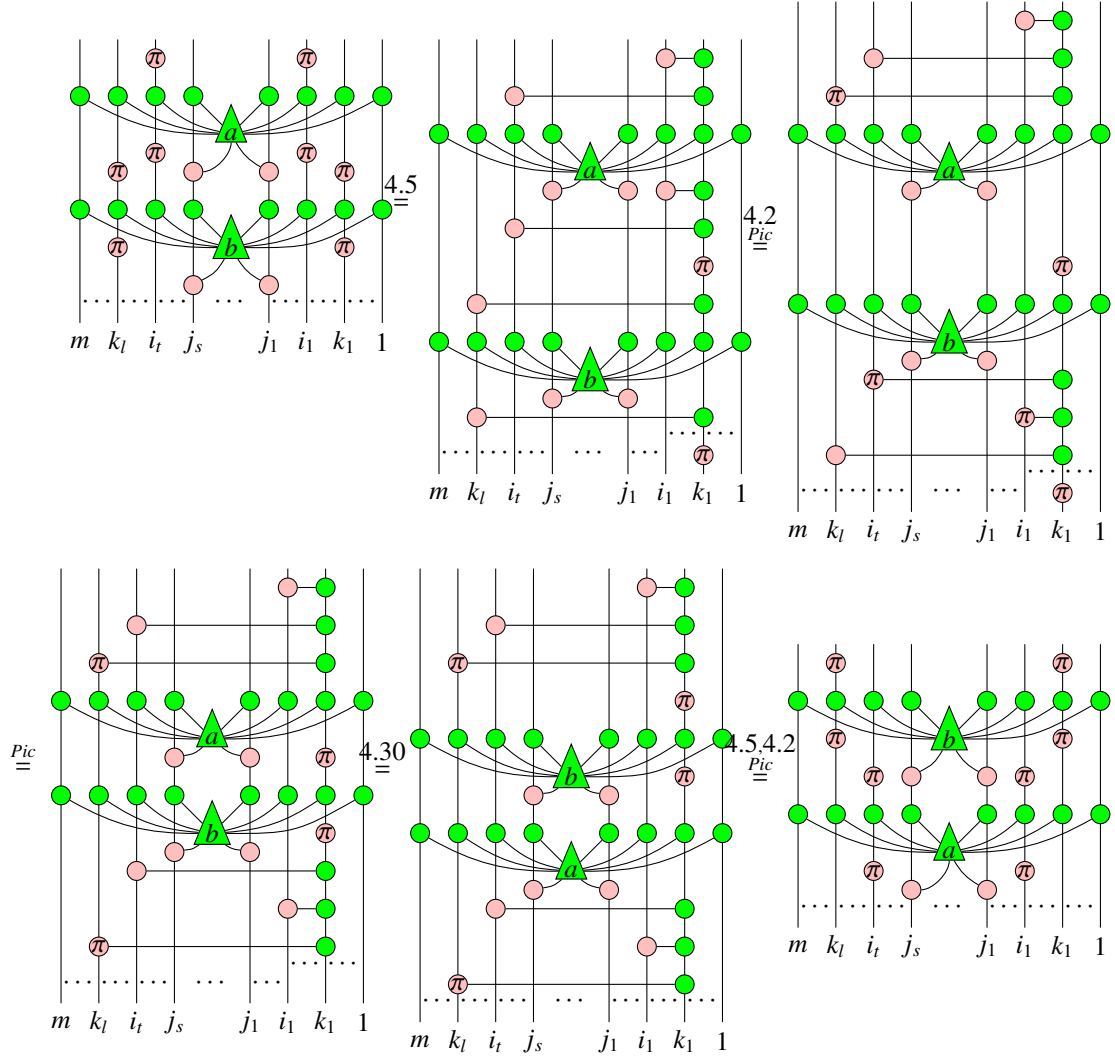 π π
a
π π
π π
4.5
=
b
π π
...... ... ......
m k_l i_t j_s j_1 i_1 k_1 1
a
4.2
Pic
=
π
b
......
... ... ...
π
m k_l i_t j_s j_1 i_1 k_1 1
π
a
π
b
π
π
......
...... ... ...
π
m k_l i_t j_s j_1 i_1 k_1 1
Pic
=
π
a
π
4.30
=
b
π
π
......
...... ... ...
m k_l i_t j_s j_1 i_1 k_1 1
π
π
b
π
4.5,4.2
Pic
=
a
π
...... ... ......
m k_l i_t j_s j_1 i_1 k_1 1
π π
b
π π
π π
a
π π
...... ... ......
m k_l i_t j_s j_1 i_1 k_1 1